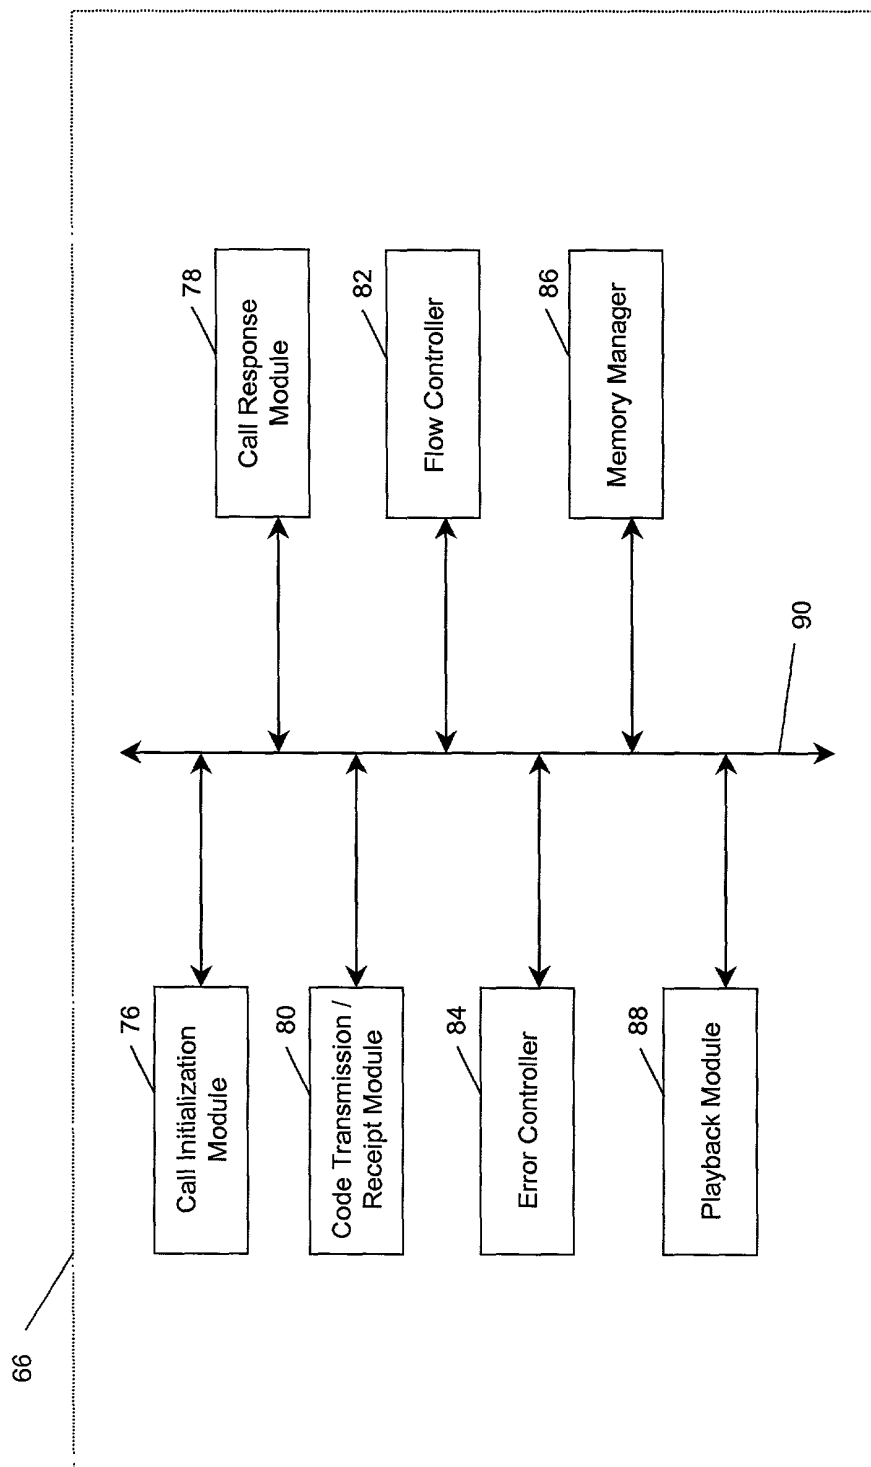 66
76
Call Initialization
Module
80
Code Transmission /
Receipt Module
84
Error Controller
88
Playback Module
78
Call Response
Module
82
Flow Controller
86
Memory Manager
90